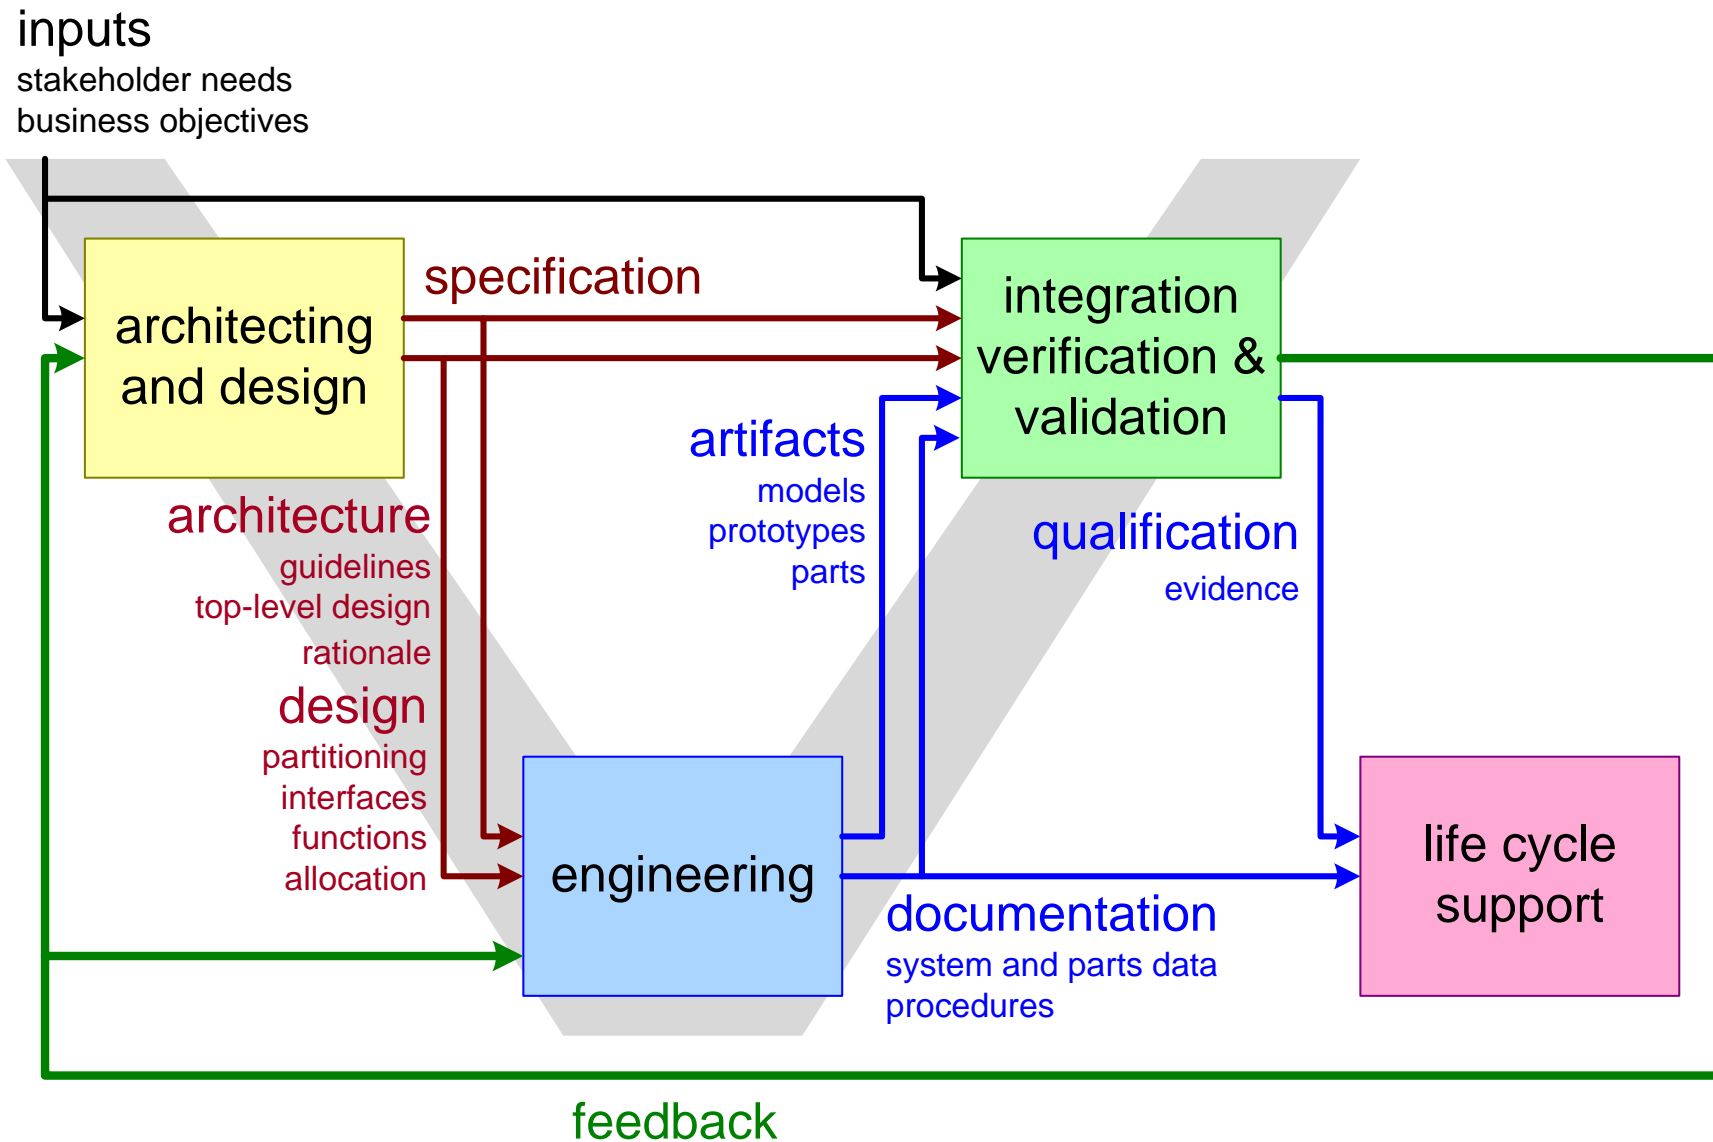 inputs
stakeholder needs
business objectives
specification
architecting
and design
integration
verification &
validation
artifacts
models
prototypes
parts
architecture
guidelines
top-level design
rationale
design
partitioning
interfaces
functions
allocation
qualification
evidence
engineering
life cycle
support
documentation
system and parts data
procedures
feedback